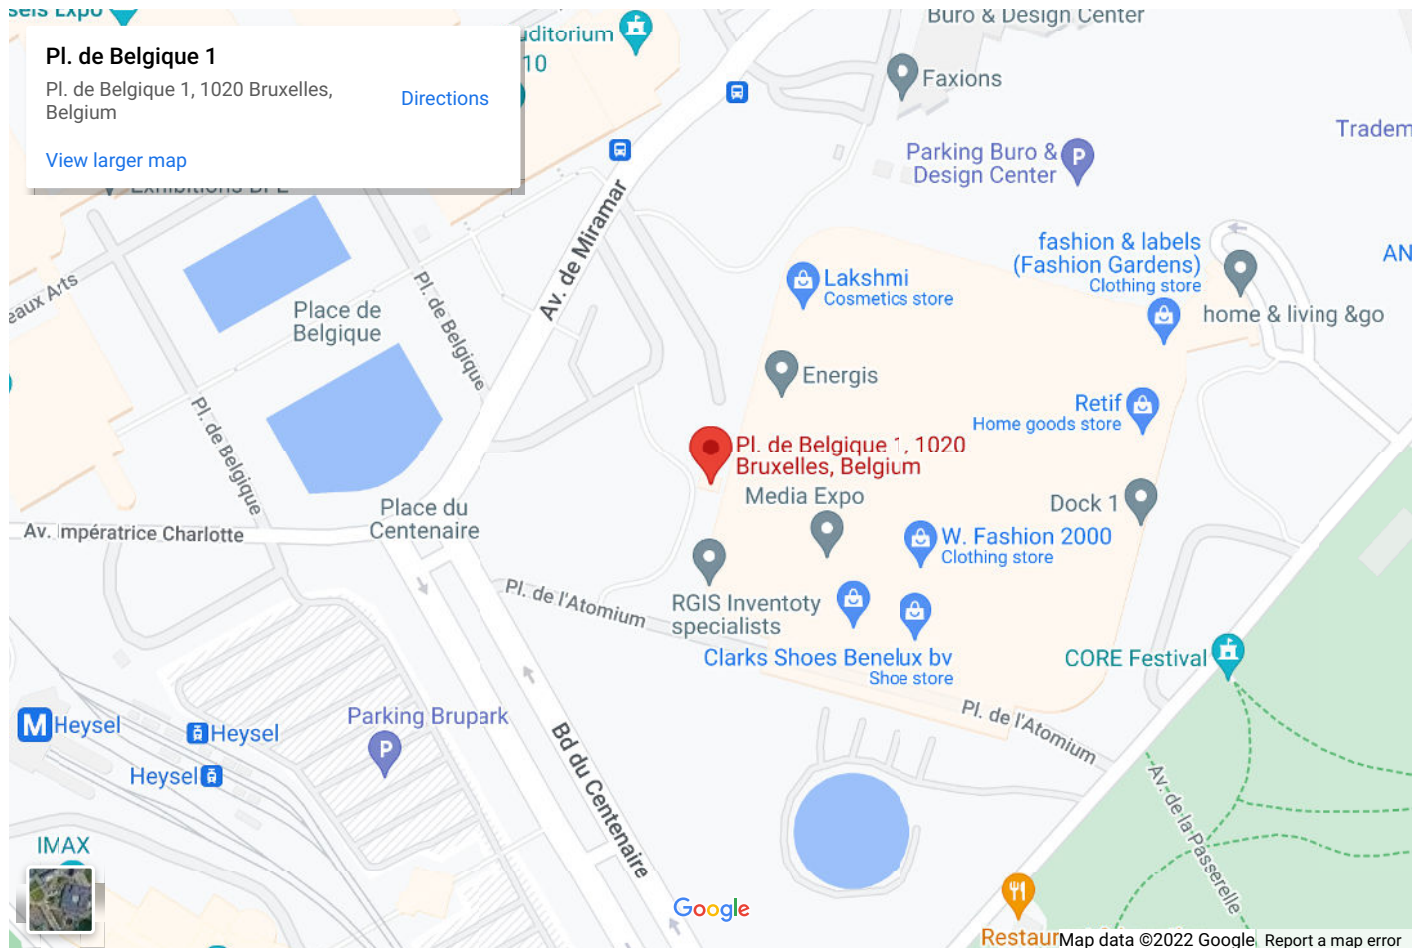 sels Expo
Pl. de Belgique 1
Pl. de Belgique 1, 1020 Bruxelles,
Belgium
Directions
View larger map
uditorium
10
Buro & Design Center
Faxions
Parking Buro &
Design Center
Tradem
fashion & labels
(Fashion Gardens)
Clothing store
AN
home & living &go
Lakshmi
Cosmetics store
Energis
Retif
Home goods store
Pl. de Belgique 1, 1020
Bruxelles, Belgium
Media Expo
Dock 1
W. Fashion 2000
Clothing store
RGIS Inventoty
specialists
Clarks Shoes Benelux bv
Shoe store
CORE Festival
Av. de Miramar
Pl. de Belgique
Place de
Belgique
eaux Arts
Pl. de Belgique
Place du
Centenaire
Av. Impératrice Charlotte
Pl. de l'Atomium
Pl. de l'Atomium
Parking Brupark
M Heysel
Heysel
Heysel
Bd du Centenaire
Av. de la Passerelle
IMAX
Google
Restaur
Map data ©2022 Google
Report a map error